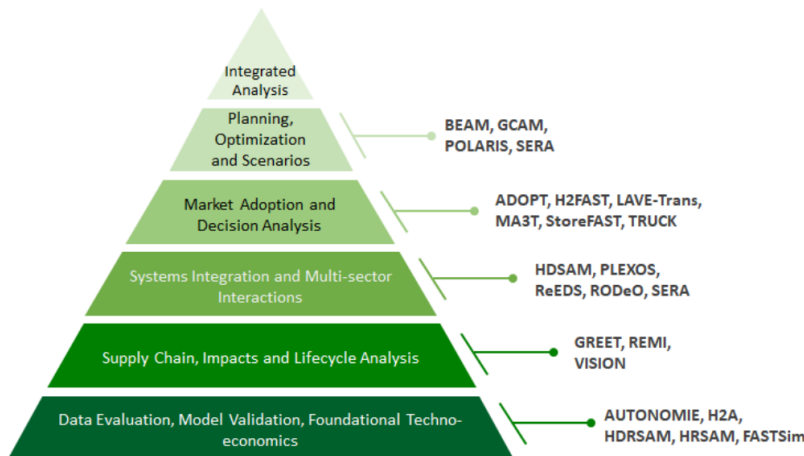 Integrated
Analysis
Planning,
Optimization
and Scenarios
BEAM, GCAM,
POLARIS, SERA
Market Adoption and
Decision Analysis
ADOPT, H2FAST, LAVE-Trans,
MA3T, StoreFAST, TRUCK
Systems Integration and Multi-sector
Interactions
HDSAM, PLEXOS,
ReEDS, RODeO, SERA
Supply Chain, Impacts and Lifecycle Analysis
GREET, REMI,
VISION
Data Evaluation, Model Validation, Foundational Techno-
economics
AUTONOMIE, H2A,
HDRSAM, HRSAM, FASTSim